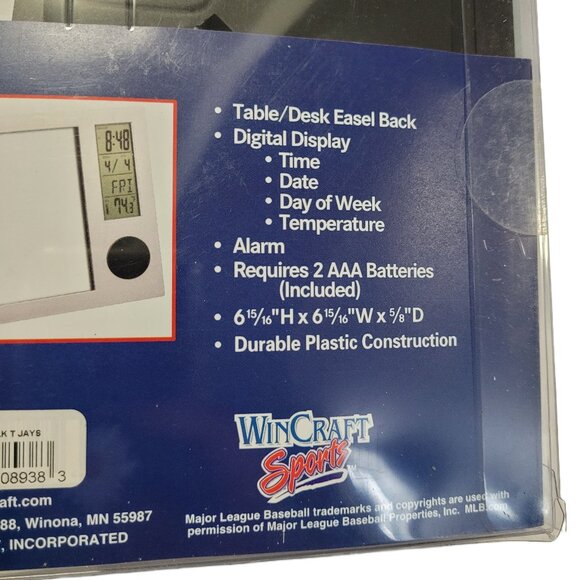 8:48
4/4
FRI
74.3
• Table/Desk Easel Back
• Digital Display
• Time
• Date
• Day of Week
• Temperature
• Alarm
• Requires 2 AAA Batteries
(Included)
• 6 15/16"H x 6 15/16"W x 5/8"D
• Durable Plastic Construction
LK T JAYS
08938 3
WINCRAFT
Sports™
raft.com
88, Winona, MN 55987
, INCORPORATED
Major League Baseball trademarks and copyrights are used with
permission of Major League Baseball Properties, Inc. MLB.com